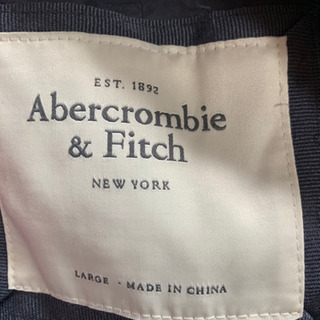 EST. 1892
Abercrombie
& Fitch
NEW YORK
LARGE • MADE IN CHINA